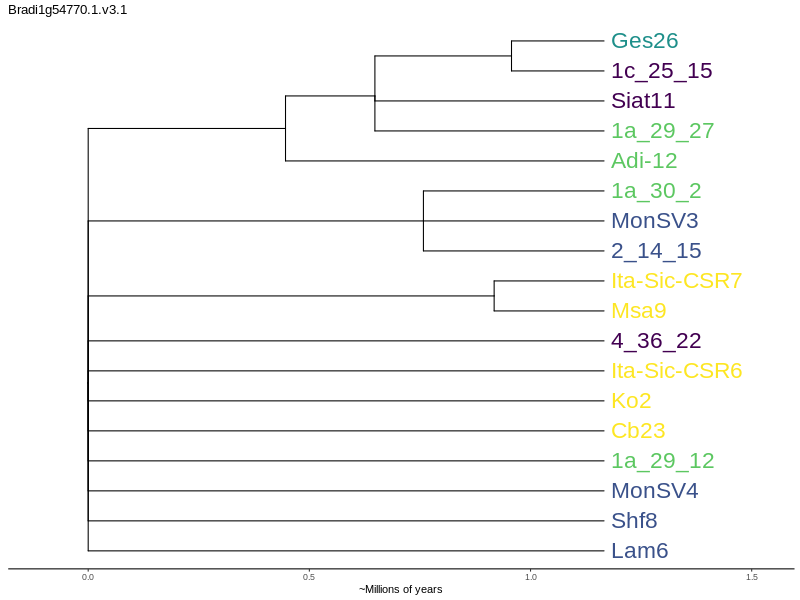 Bradi1g54770.1.v3.1
Ges26
1c_25_15
Siat11
1a_29_27
Adi-12
1a_30_2
MonSV3
2_14_15
Ita-Sic-CSR7
Msa9
4_36_22
Ita-Sic-CSR6
Ko2
Cb23
1a_29_12
MonSV4
Shf8
Lam6
0.0 0.5 1.0 1.5
~Millions of years